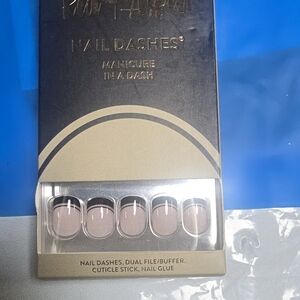 NAIL DASHES®
MANICURE
IN A DASH
NAIL DASHES, DUAL FILE/BUFFER,
CUTICLE STICK, NAIL GLUE